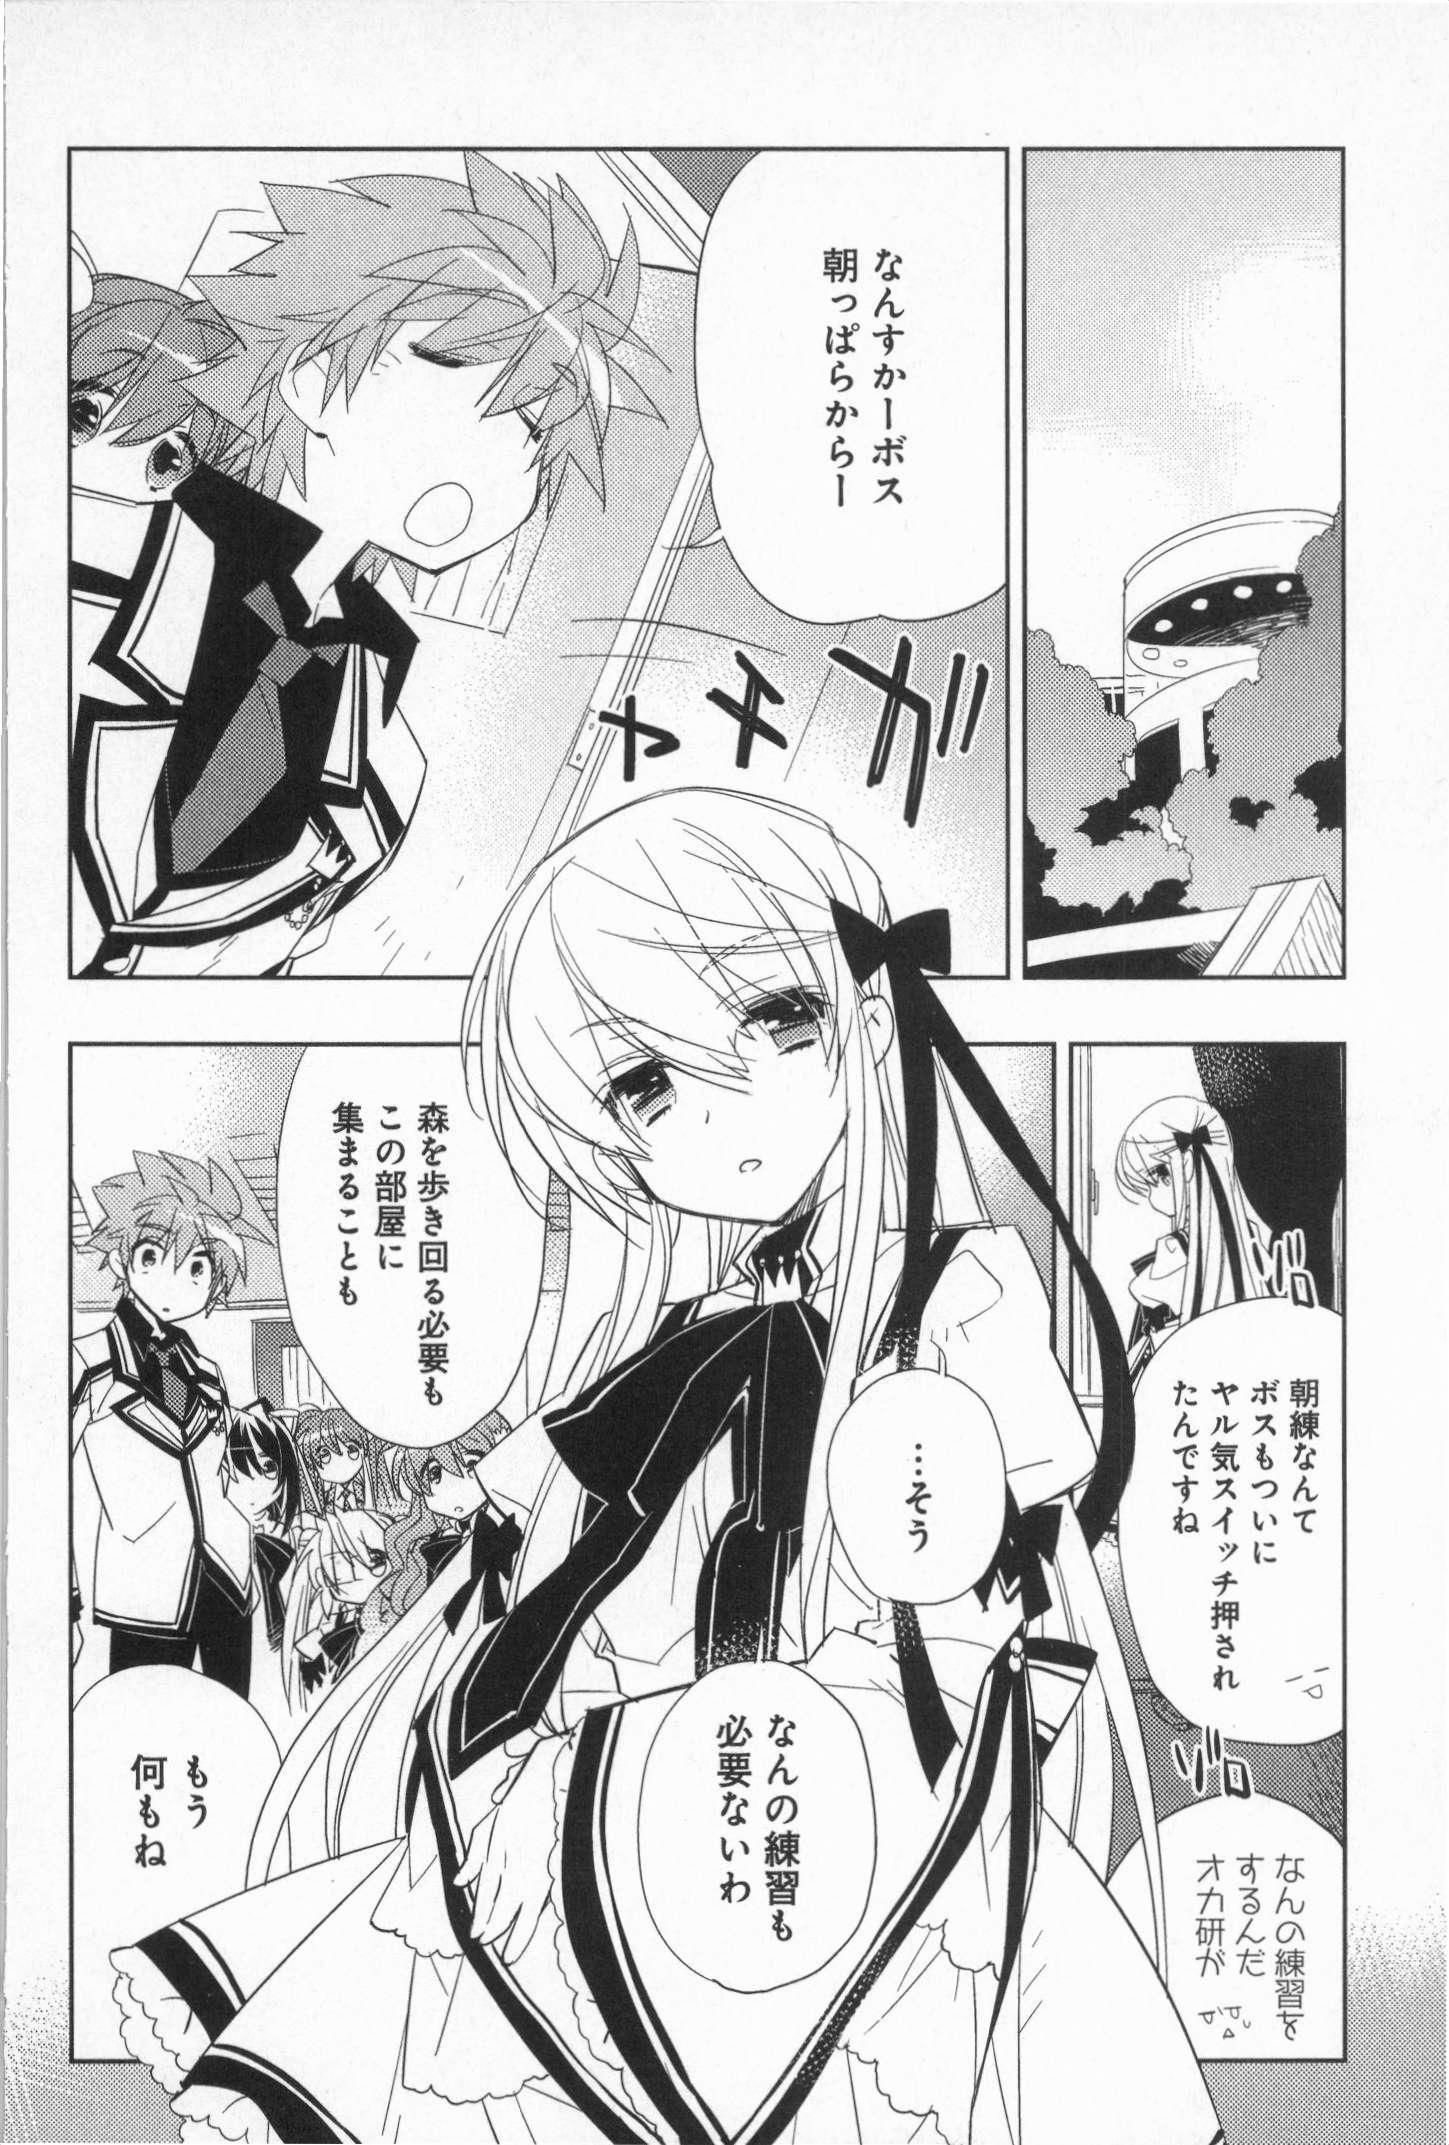 なんすかーボス
朝っぱらからー
ガヤヤ
ゾロ
朝練なんて
ボスもついに
ヤル気スイッチ押され
たんですね
ゾロ
なんの練習を
するんだ
オカ研が
…そう
なんの練習も
必要ないわ
森を歩き回る必要も
この部屋に
集まることも
もう
何もね